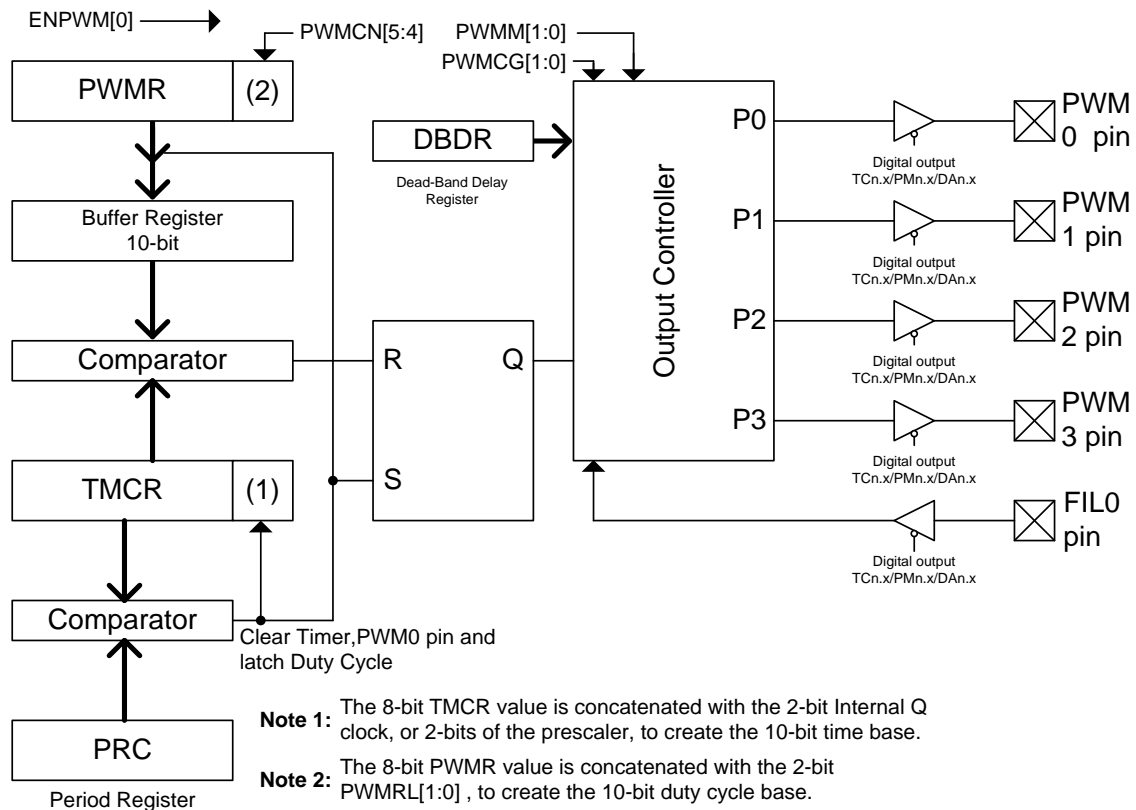 ENPWM[0]
PWMCN[5:4]
PWMM[1:0]
PWMCG[1:0]
PWMR
(2)
P0
PWM
0 pin
DBDR
Digital output
TCn.x/PMn.x/DAn.x
Dead-Band Delay
Register
Buffer Register
10-bit
P1
PWM
1 pin
Digital output
TCn.x/PMn.x/DAn.x
Output Controller
P2
PWM
2 pin
Comparator
R
Q
Digital output
TCn.x/PMn.x/DAn.x
P3
PWM
3 pin
Digital output
TCn.x/PMn.x/DAn.x
TMCR
(1)
S
FIL0
pin
Digital output
TCn.x/PMn.x/DAn.x
Comparator
Clear Timer,PWM0 pin and
latch Duty Cycle
PRC
Period Register
Note 1: The 8-bit TMCR value is concatenated with the 2-bit Internal Q
clock, or 2-bits of the prescaler, to create the 10-bit time base.
Note 2: The 8-bit PWMR value is concatenated with the 2-bit
PWMRL[1:0] , to create the 10-bit duty cycle base.